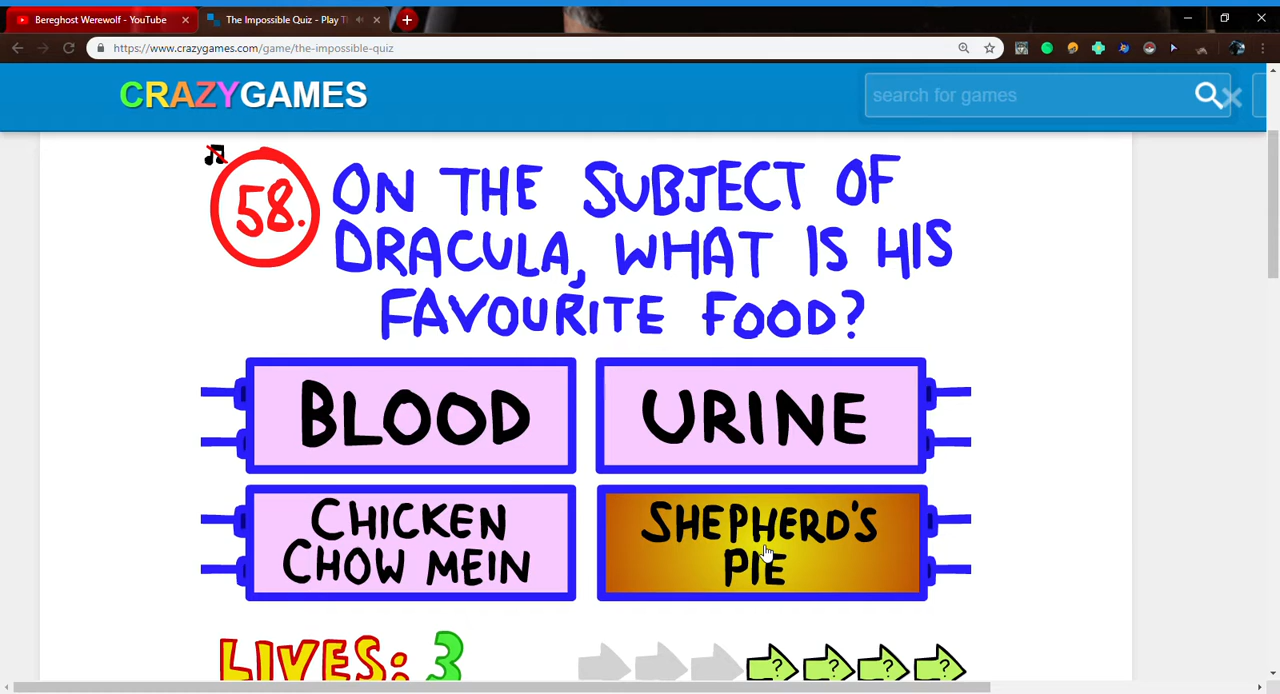 Bereghost Werewolf - YouTube
The Impossible Quiz - Play Th
https://www.crazygames.com/game/the-impossible-quiz
CRAZYGAMES
search for games
58. ON THE SUBJECT OF
DRACULA, WHAT IS HIS
FAVOURITE FOOD?
BLOOD
URINE
CHICKEN
CHOW MEIN
SHEPHERD'S
PIE
LIVES: 3
? ? ? ?